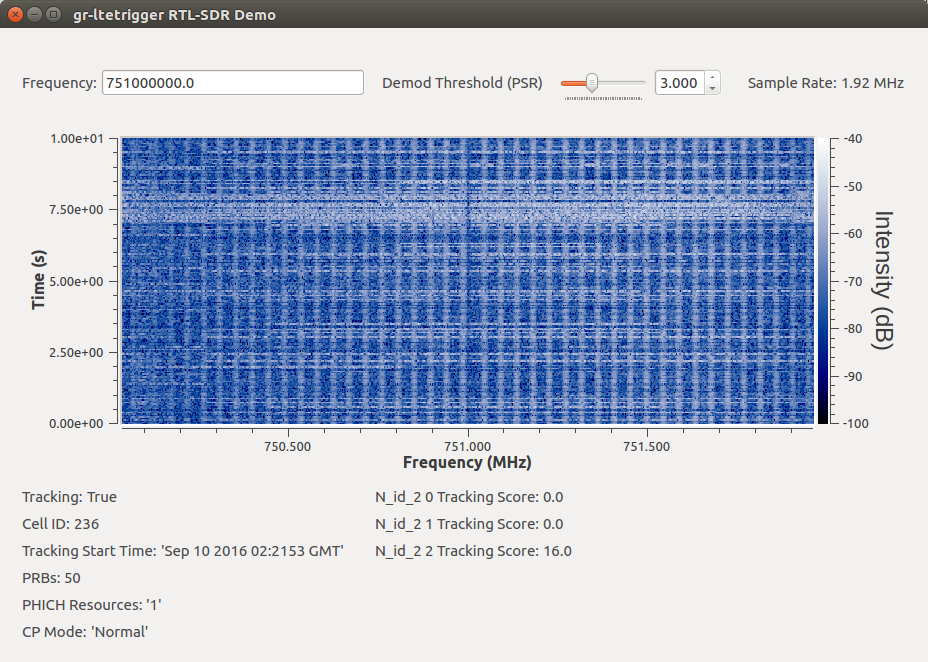 gr-ltetrigger RTL-SDR Demo
Frequency: 751000000.0 Demod Threshold (PSR) 3.000 Sample Rate: 1.92 MHz
1.00e+01
7.50e+00
5.00e+00
2.50e+00
0.00e+00
Time (s)
-40
-50
-60
-70
-80
-90
-100
Intensity (dB)
750.500 751.000 751.500
Frequency (MHz)
Tracking: True
Cell ID: 236
Tracking Start Time: 'Sep 10 2016 02:2153 GMT'
PRBs: 50
PHICH Resources: '1'
CP Mode: 'Normal'
N_id_2 0 Tracking Score: 0.0
N_id_2 1 Tracking Score: 0.0
N_id_2 2 Tracking Score: 16.0